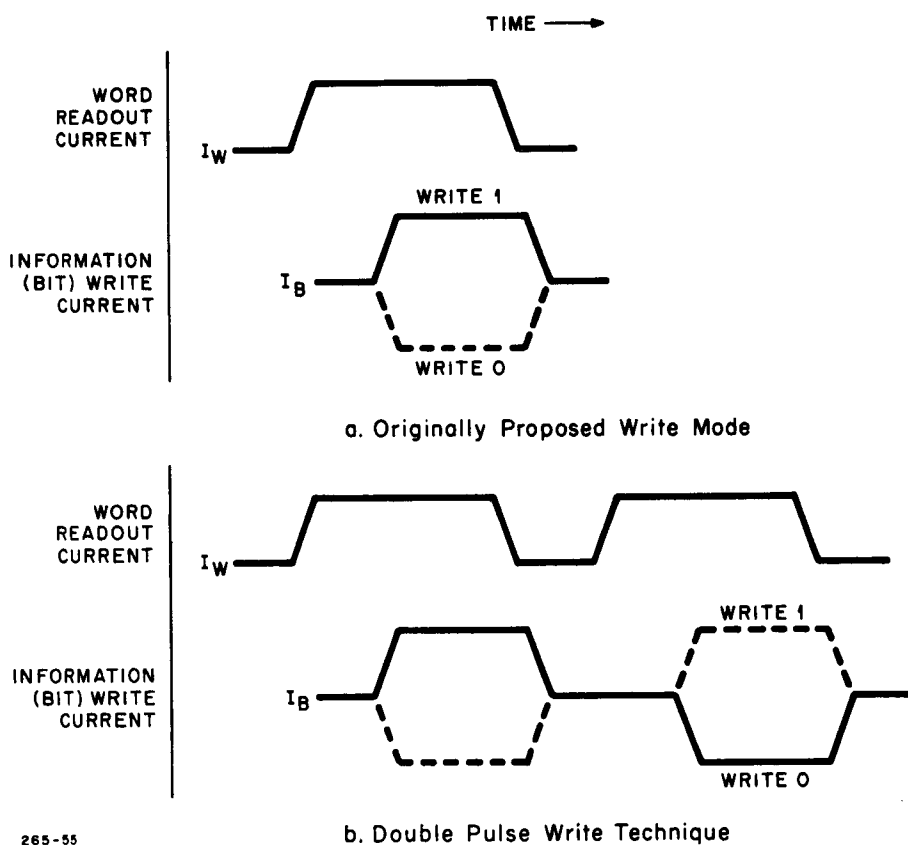 TIME
WORD
READOUT
CURRENT
IW
WRITE 1
INFORMATION
(BIT) WRITE
CURRENT
IB
WRITE 0
a. Originally Proposed Write Mode
WORD
READOUT
CURRENT
IW
WRITE 1
INFORMATION
(BIT) WRITE
CURRENT
IB
WRITE 0
265-55
b. Double Pulse Write Technique